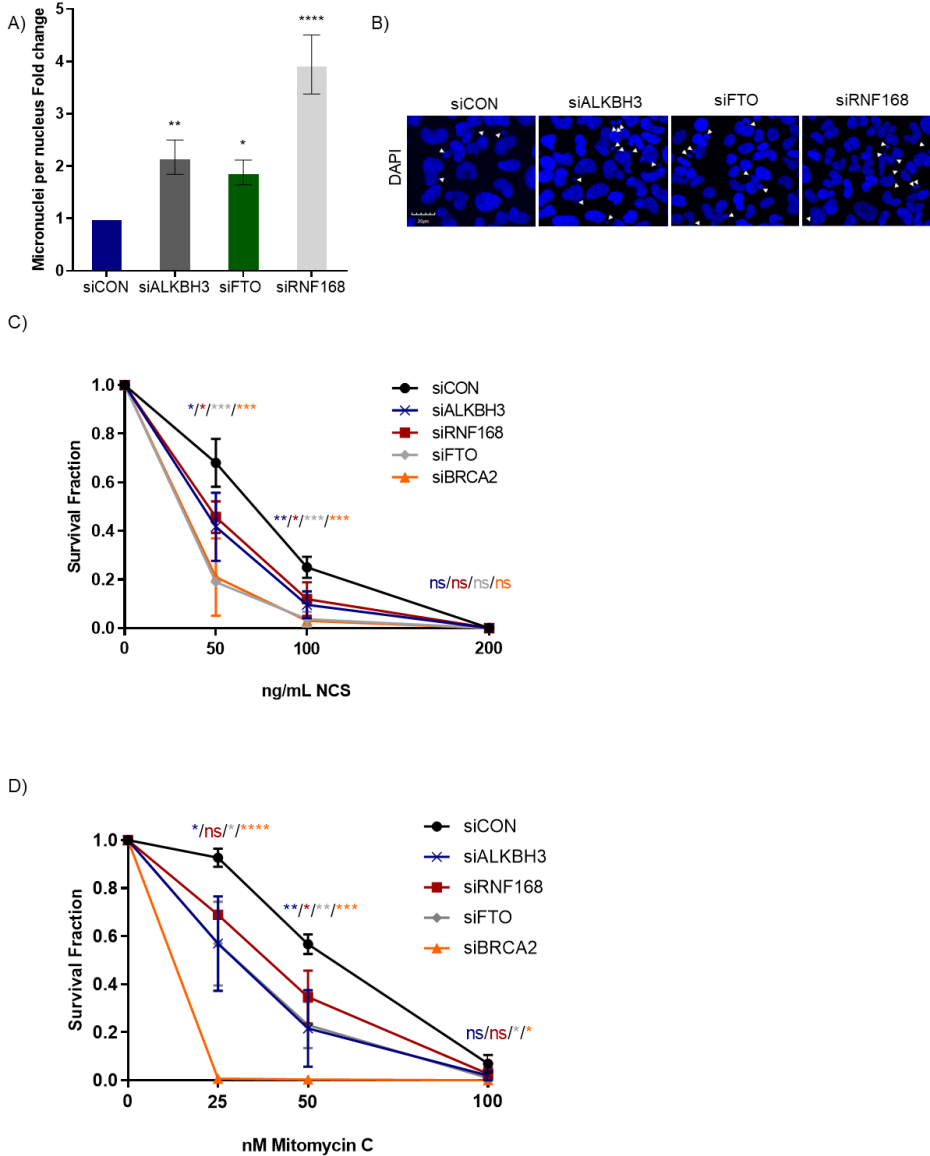 A)
Micronuclei per nucleus Fold change
5
4
3
2
1
0
**
*
****
siCON
siALKBH3
siFTO
siRNF168
B)
siCON
siALKBH3
siFTO
siRNF168
DAPI
20μm
C)
Survival Fraction
1.0
0.8
0.6
0.4
0.2
0.0
*/*/***/***
**/*/***/***
ns/ns/ns/ns
siCON
siALKBH3
siRNF168
siFTO
siBRCA2
0
50
100
200
ng/mL NCS
D)
Survival Fraction
1.0
0.8
0.6
0.4
0.2
0.0
*/ns/*/****
**/*/**/***
ns/ns/*/*
siCON
siALKBH3
siRNF168
siFTO
siBRCA2
0
25
50
100
nM Mitomycin C